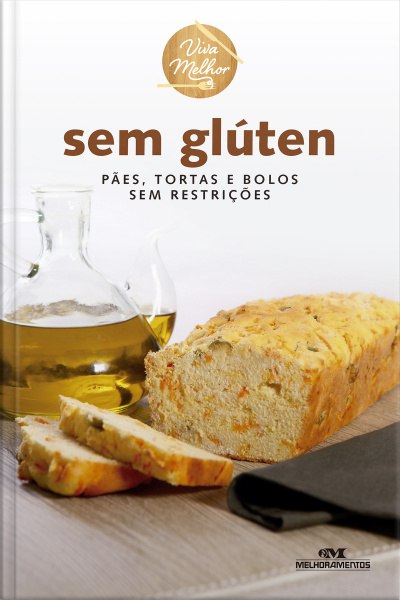 Viva
Melhor
sem glúten
PÃES, TORTAS E BOLOS
SEM RESTRIÇÕES
MELHORAMENTOS